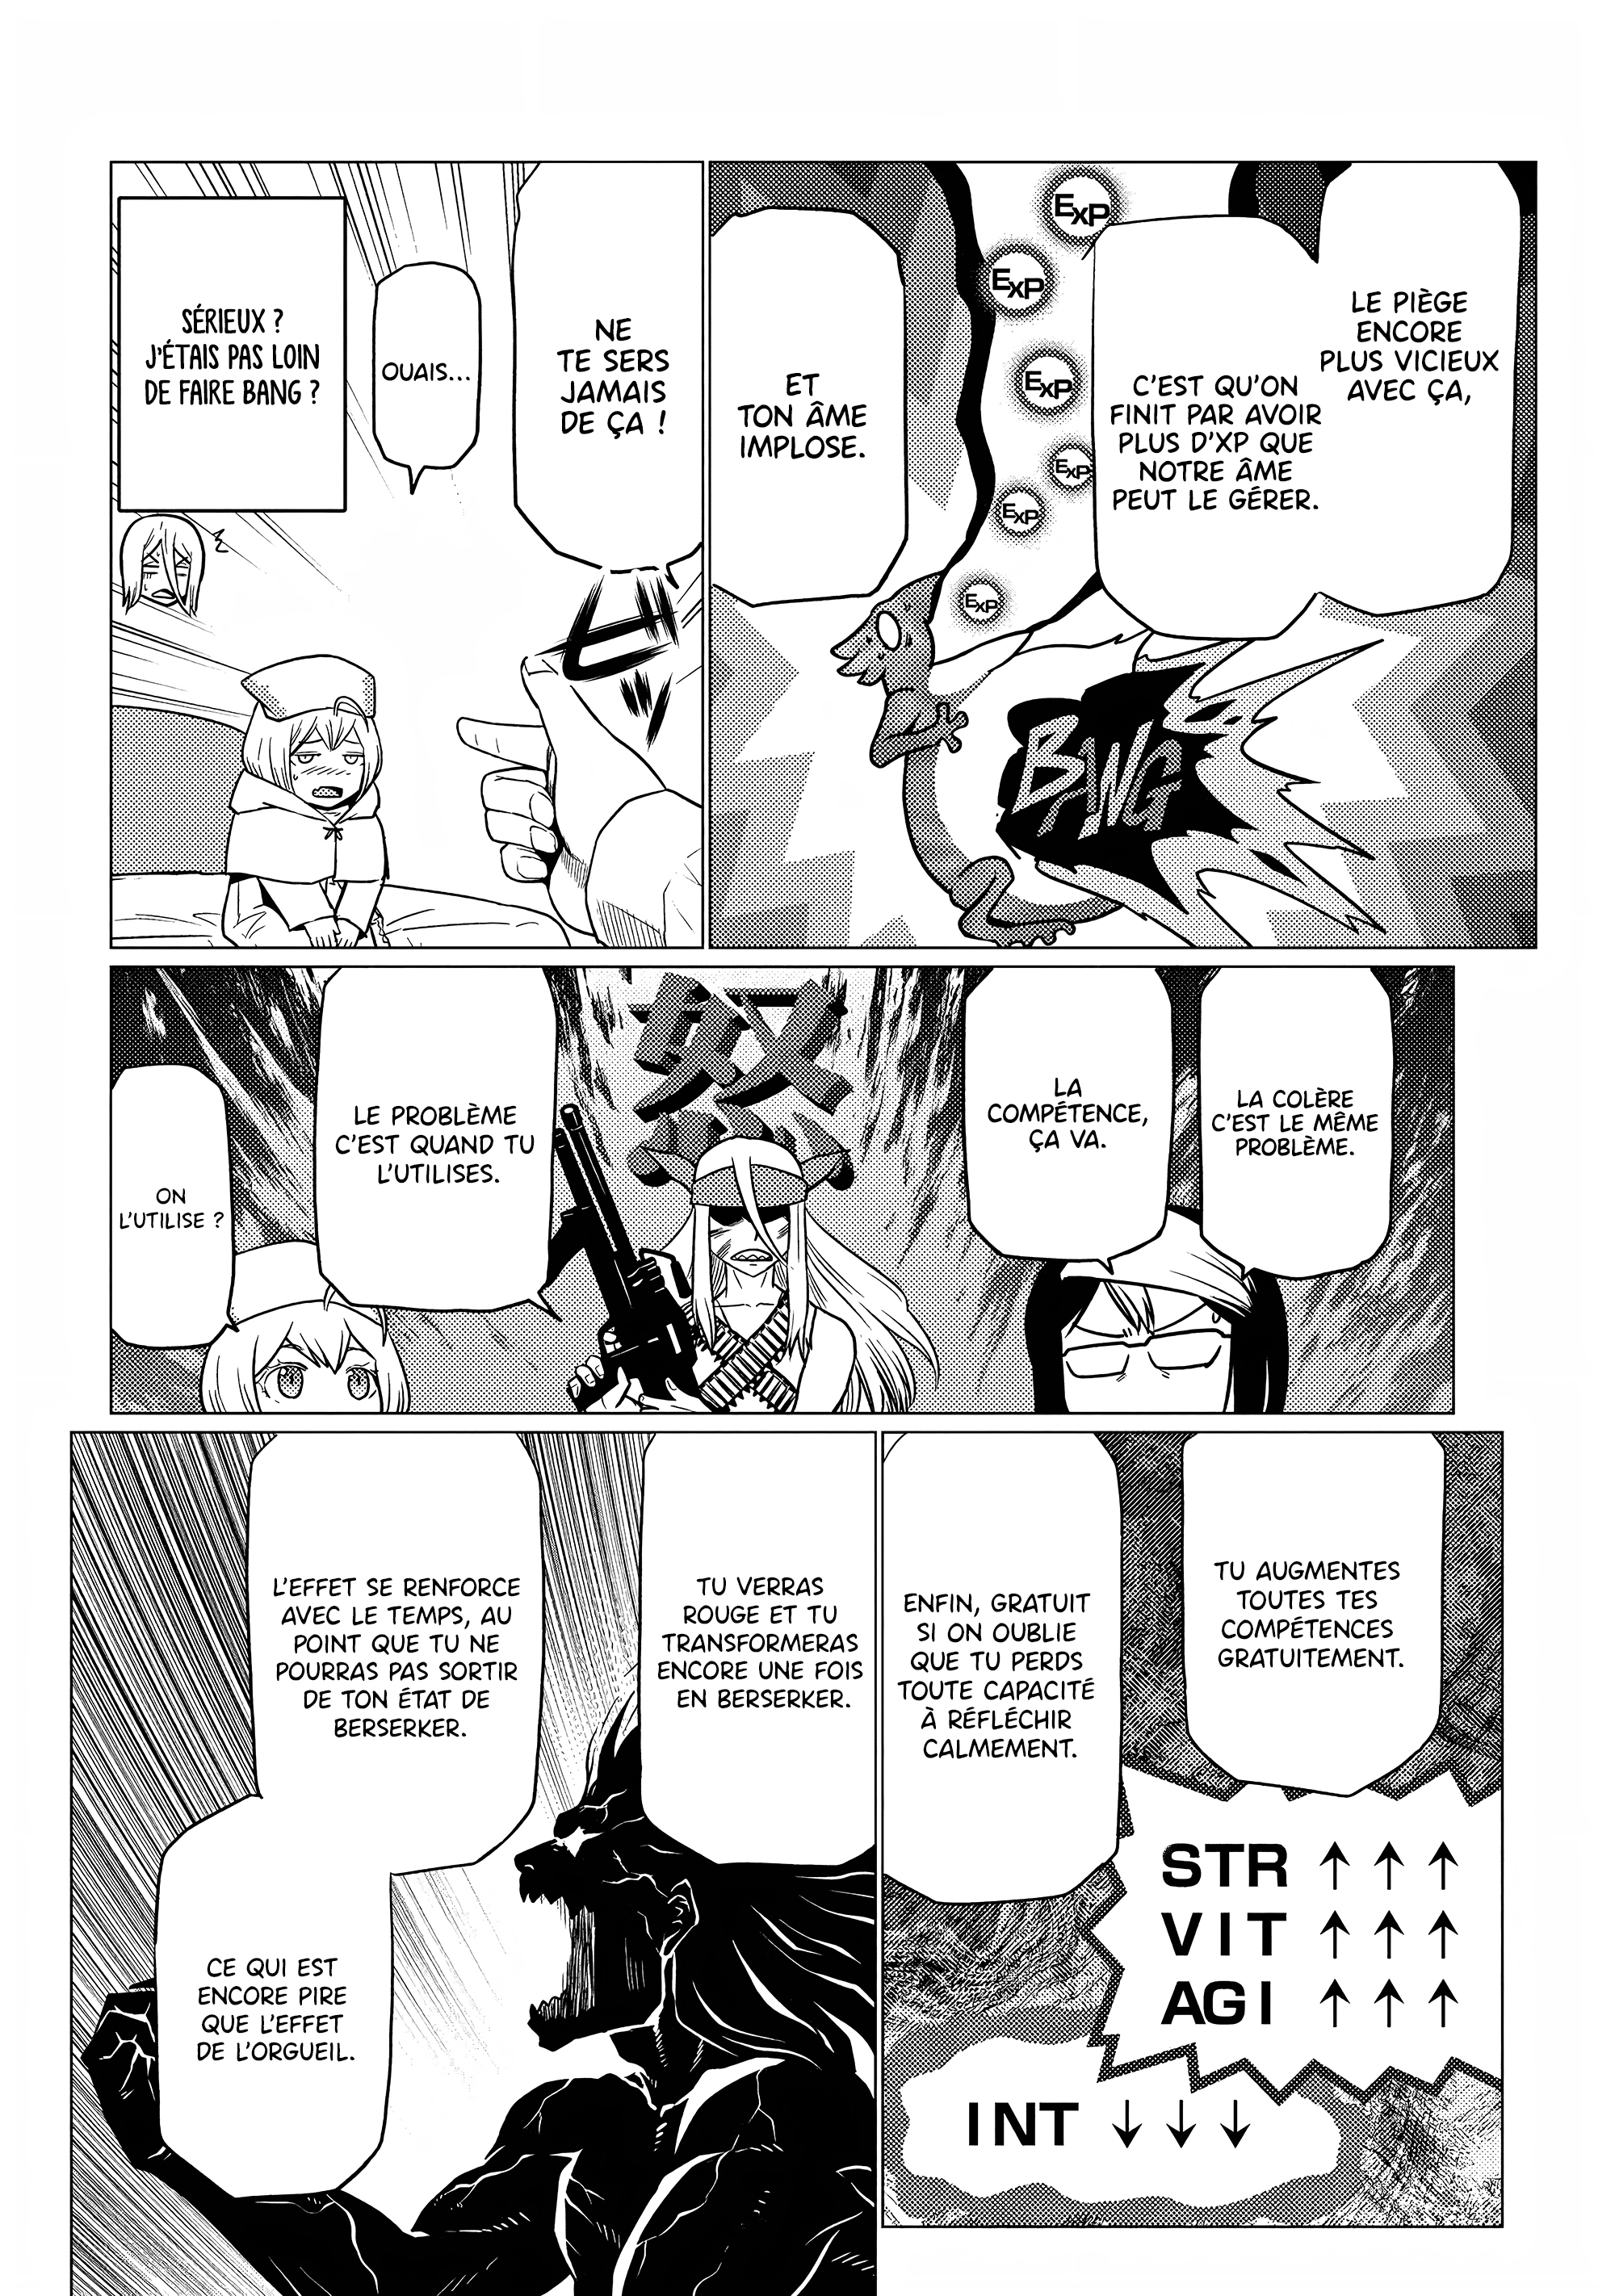 LE PIÈGE
ENCORE
PLUS VICIEUX
AVEC ÇA,
C'EST QU'ON
FINIT PAR AVOIR
PLUS D'XP QUE
NOTRE ÂME
PEUT LE GÉRER.
EXP
EXP
EXP
EXP
EXP
EXP
ET
TON ÂME
IMPLOSE.
BANG
NE
TE SERS
JAMAIS
DE ÇA !
OUAIS...
SÉRIEUX ?
J'ÉTAIS PAS LOIN
DE FAIRE BANG ?
LA COLÈRE
C'EST LE MÊME
PROBLÈME.
LA
COMPÉTENCE,
ÇA VA.
怒
LE PROBLÈME
C'EST QUAND TU
L'UTILISES.
ON
L'UTILISE ?
TU AUGMENTES
TOUTES TES
COMPÉTENCES
GRATUITEMENT.
ENFIN, GRATUIT
SI ON OUBLIE
QUE TU PERDS
TOUTE CAPACITÉ
À RÉFLÉCHIR
CALMEMENT.
STR ↑ ↑ ↑
VIT ↑ ↑ ↑
AGI ↑ ↑ ↑
INT ↓ ↓ ↓
TU VERRAS
ROUGE ET TU
TRANSFORMERAS
ENCORE UNE FOIS
EN BERSERKER.
L'EFFET SE RENFORCE
AVEC LE TEMPS, AU
POINT QUE TU NE
POURRAS PAS SORTIR
DE TON ÉTAT DE
BERSERKER.
CE QUI EST
ENCORE PIRE
QUE L'EFFET
DE L'ORGUEIL.